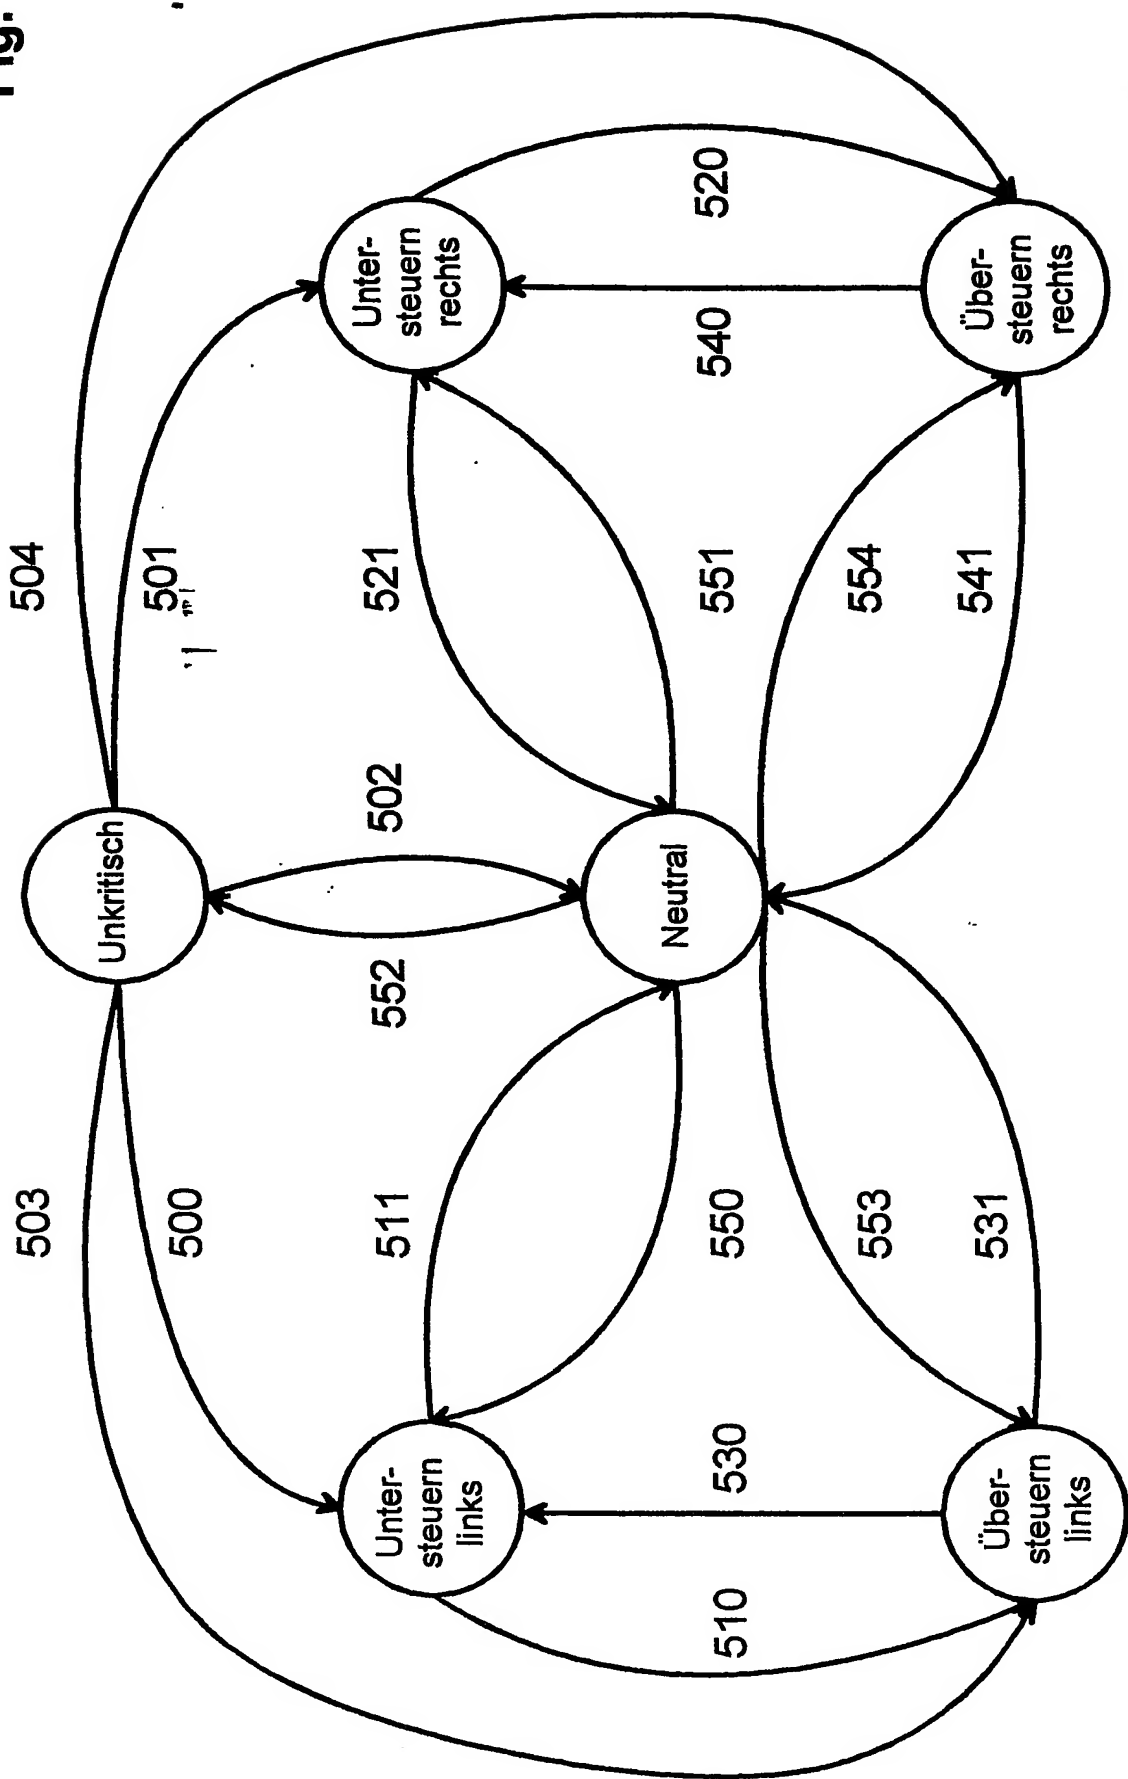 Fig.
503
504
Unkritisch
500
501
Unter-
steuern
links
511
552
502
521
Unter-
steuern
rechts
Neutral
510
530
550
551
540
520
553
554
531
541
Über-
steuern
links
Über-
steuern
rechts